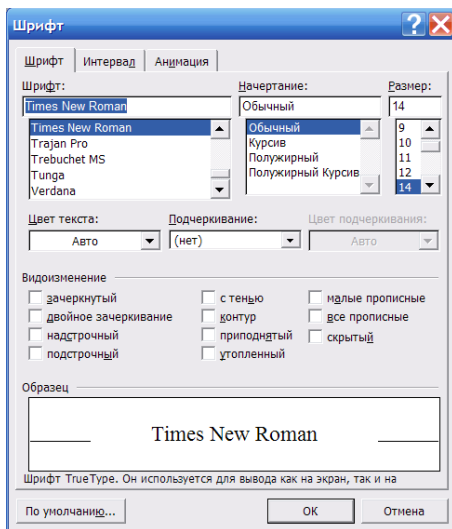 Шрифт
Шрифт Интервал Анимация
Шрифт: Начертание: Размер:
Times New Roman Обычный 14
Times New Roman Обычный 9
Trajan Pro Курсив 10
Trebuchet MS Полужирный 11
Tunga Полужирный Курсив 12
Verdana 14
Цвет текста: Подчеркивание: Цвет подчеркивания:
Авто (нет) Авто
Видоизменение
зачеркнутый с тенью малые прописные
двойное зачеркивание контур все прописные
надстрочный приподнятый скрытый
подстрочный утопленный
Образец
Times New Roman
Шрифт TrueType. Он используется для вывода как на экран, так и на
По умолчанию... ОК Отмена